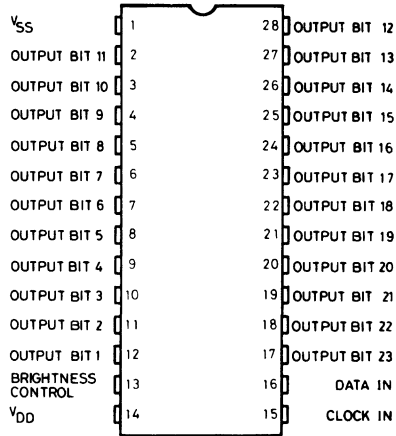 VSS 1 28 OUTPUT BIT 12
OUTPUT BIT 11 2 27 OUTPUT BIT 13
OUTPUT BIT 10 3 26 OUTPUT BIT 14
OUTPUT BIT 9 4 25 OUTPUT BIT 15
OUTPUT BIT 8 5 24 OUTPUT BIT 16
OUTPUT BIT 7 6 23 OUTPUT BIT 17
OUTPUT BIT 6 7 22 OUTPUT BIT 18
OUTPUT BIT 5 8 21 OUTPUT BIT 19
OUTPUT BIT 4 9 20 OUTPUT BIT 20
OUTPUT BIT 3 10 19 OUTPUT BIT 21
OUTPUT BIT 2 11 18 OUTPUT BIT 22
OUTPUT BIT 1 12 17 OUTPUT BIT 23
BRIGHTNESS
CONTROL 13 16 DATA IN
VDD 14 15 CLOCK IN